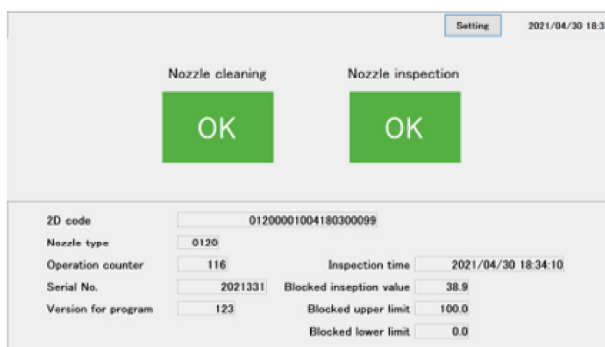 Setting 2021/04/30 18:3
Nozzle cleaning Nozzle inspection
OK OK
2D code 01200001004180300099
Nozzle type 0120
Operation counter 116 Inspection time 2021/04/30 18:34:10
Serial No. 2021331 Blocked inseption value 38.9
Version for program 123 Blocked upper limit 100.0
Blocked lower limit 0.0